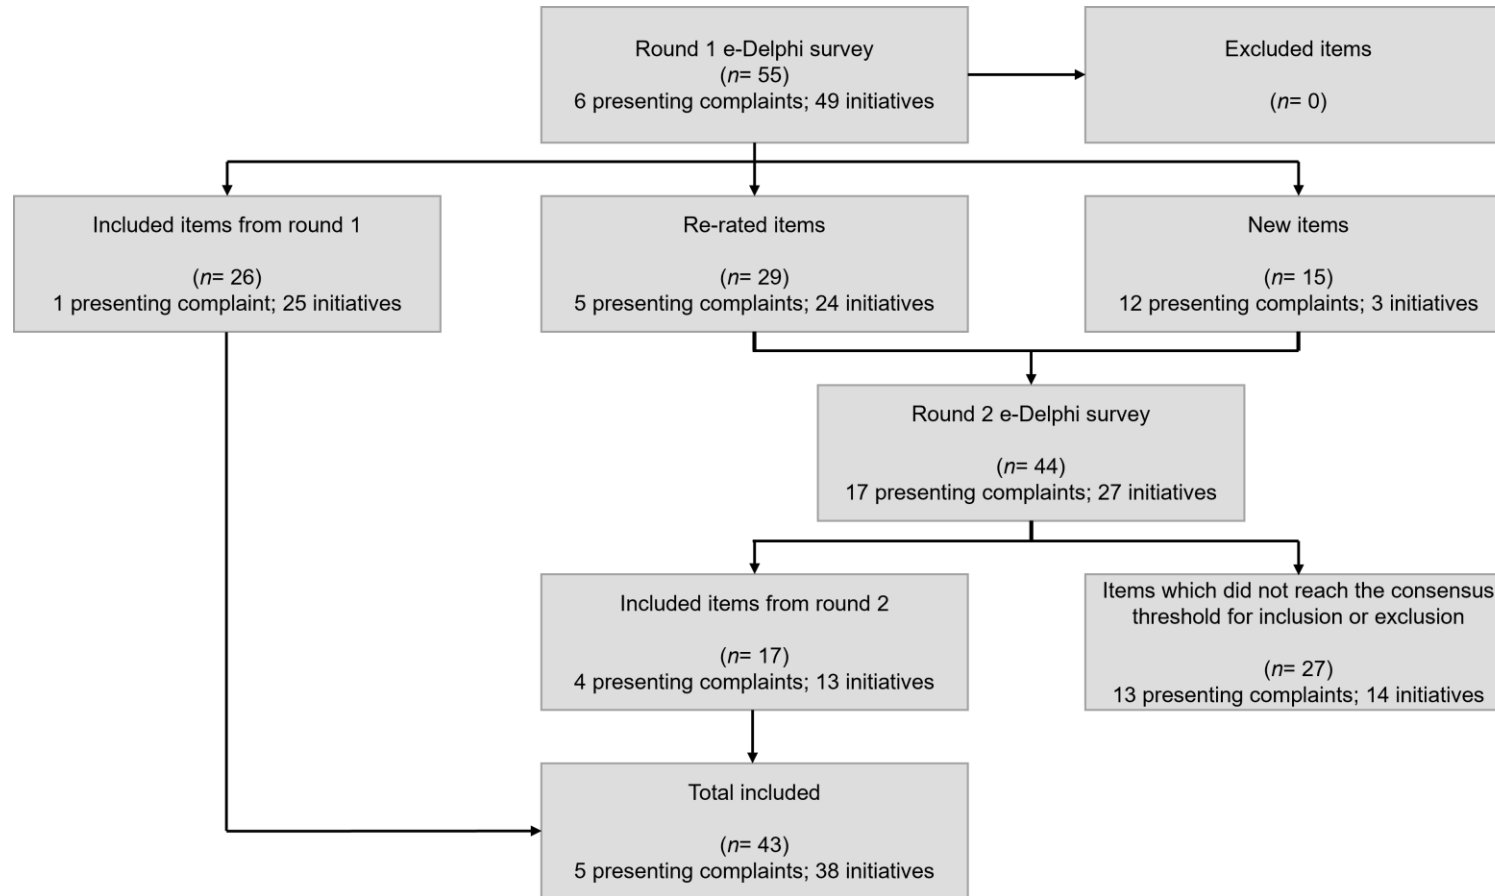 Round 1 e-Delphi survey
(n= 55)
6 presenting complaints; 49 initiatives
Excluded items
(n= 0)
Included items from round 1
(n= 26)
1 presenting complaint; 25 initiatives
Re-rated items
(n= 29)
5 presenting complaints; 24 initiatives
New items
(n= 15)
12 presenting complaints; 3 initiatives
Round 2 e-Delphi survey
(n= 44)
17 presenting complaints; 27 initiatives
Included items from round 2
(n= 17)
4 presenting complaints; 13 initiatives
Items which did not reach the consensus
threshold for inclusion or exclusion
(n= 27)
13 presenting complaints; 14 initiatives
Total included
(n= 43)
5 presenting complaints; 38 initiatives